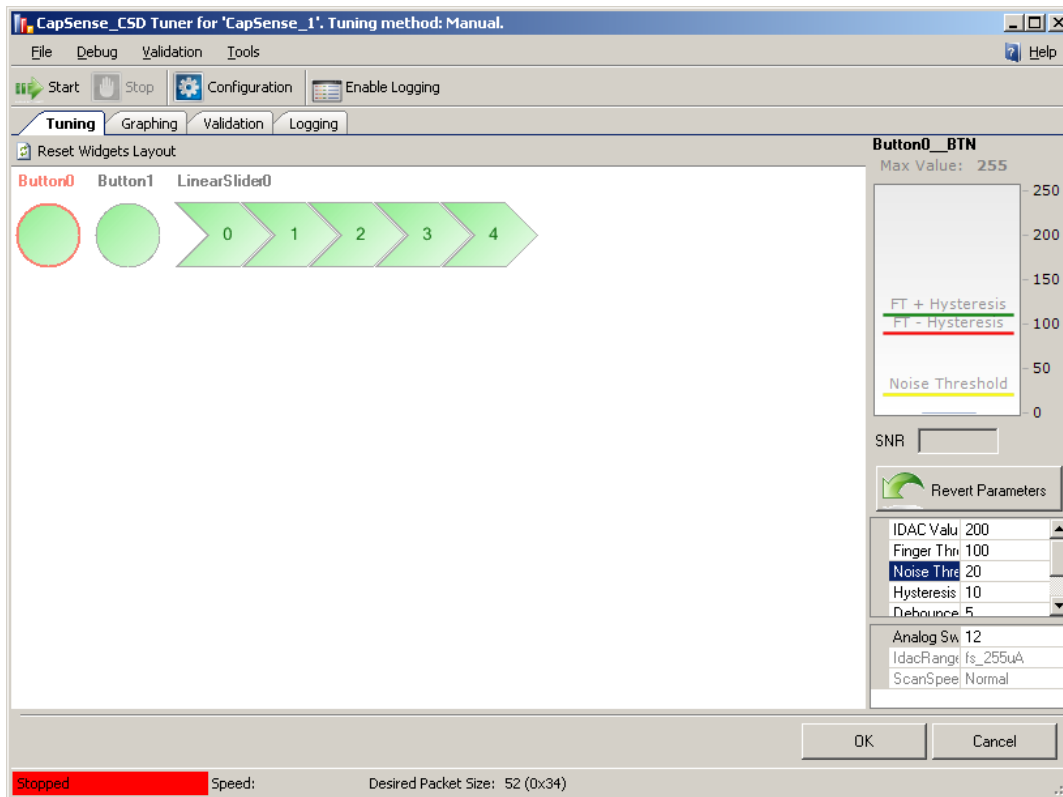 CapSense_CSD Tuner for 'CapSense_1'. Tuning method: Manual.
File Debug Validation Tools Help
Start Stop Configuration Enable Logging
Tuning Graphing Validation Logging
Reset Widgets Layout
Button0 Button1 LinearSlider0
0 1 2 3 4
Button0__BTN
Max Value: 255
250
200
150
FT + Hysteresis
FT - Hysteresis
100
50
Noise Threshold
0
SNR
Revert Parameters
IDAC Valu 200
Finger Thr 100
Noise Thre 20
Hysteresis 10
Debounce 5
Analog Sw 12
IdacRange fs_255uA
ScanSpee Normal
OK Cancel
Stopped Speed: Desired Packet Size: 52 (0x34)